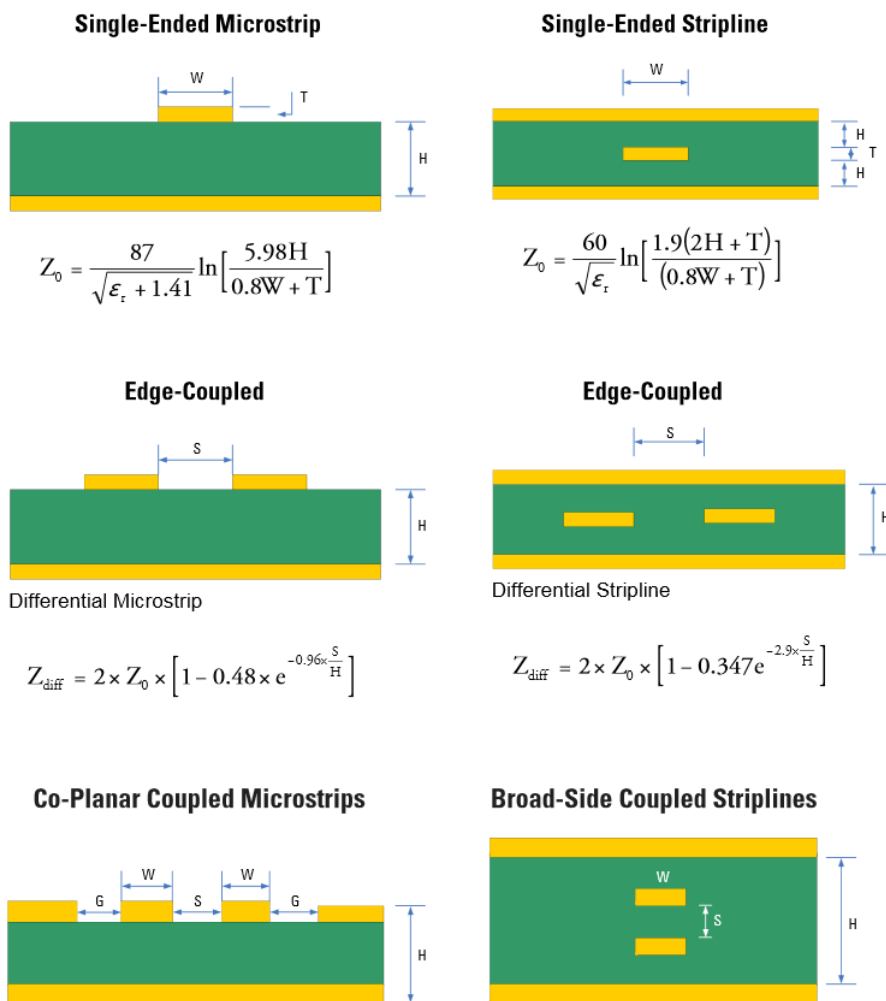 Single-Ended Microstrip
W
T
H
Z₀ = 87 / √(εᵣ + 1.41) ln[5.98H / 0.8W + T]
Single-Ended Stripline
W
H
T
H
Z₀ = 60 / √εᵣ ln[1.9(2H + T) / (0.8W + T)]
Edge-Coupled
S
H
Differential Microstrip
Z_diff = 2 × Z₀ × [1 – 0.48 × e^(–0.96× S/H)]
Edge-Coupled
S
H
Differential Stripline
Z_diff = 2 × Z₀ × [1 – 0.347e^(–2.9× S/H)]
Co-Planar Coupled Microstrips
W
W
G
S
G
H
Broad-Side Coupled Striplines
W
S
H